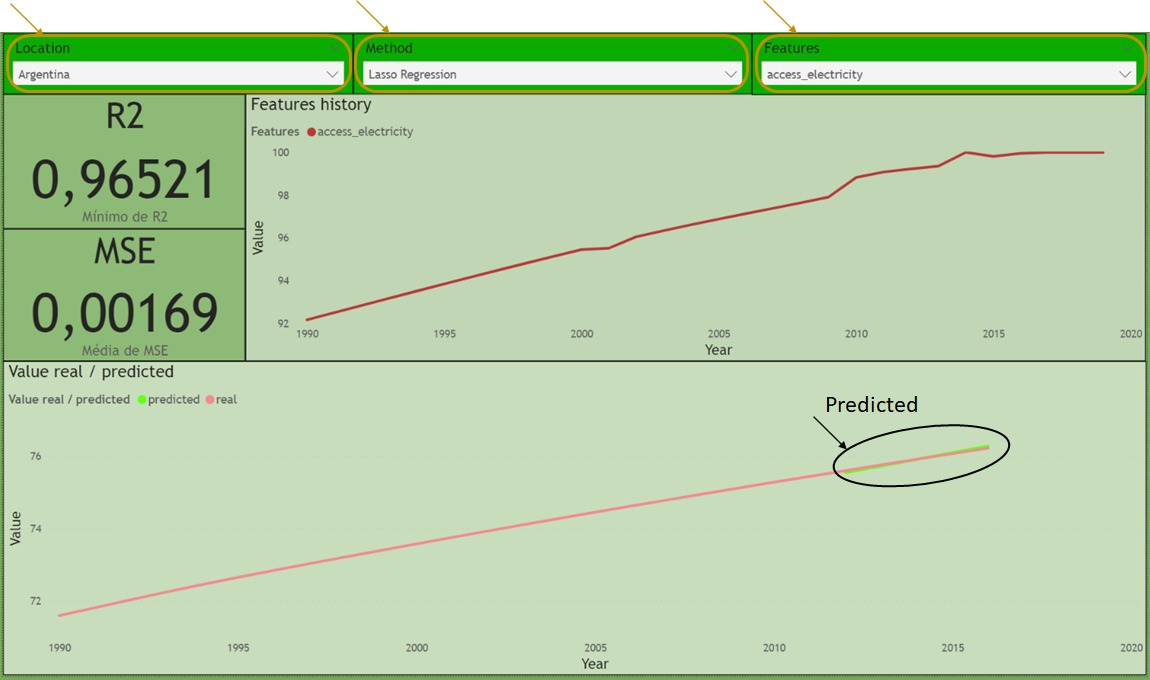 Location
Argentina
Method
Lasso Regression
Features
access_electricity
R2
0,96521
Mínimo de R2
MSE
0,00169
Média de MSE
Features history
Features access_electricity
100
98
96
94
92
Value
1990 1995 2000 2005 2010 2015 2020
Year
Value real / predicted
Value real / predicted predicted real
Predicted
76
74
72
Value
1990 1995 2000 2005 2010 2015 2020
Year